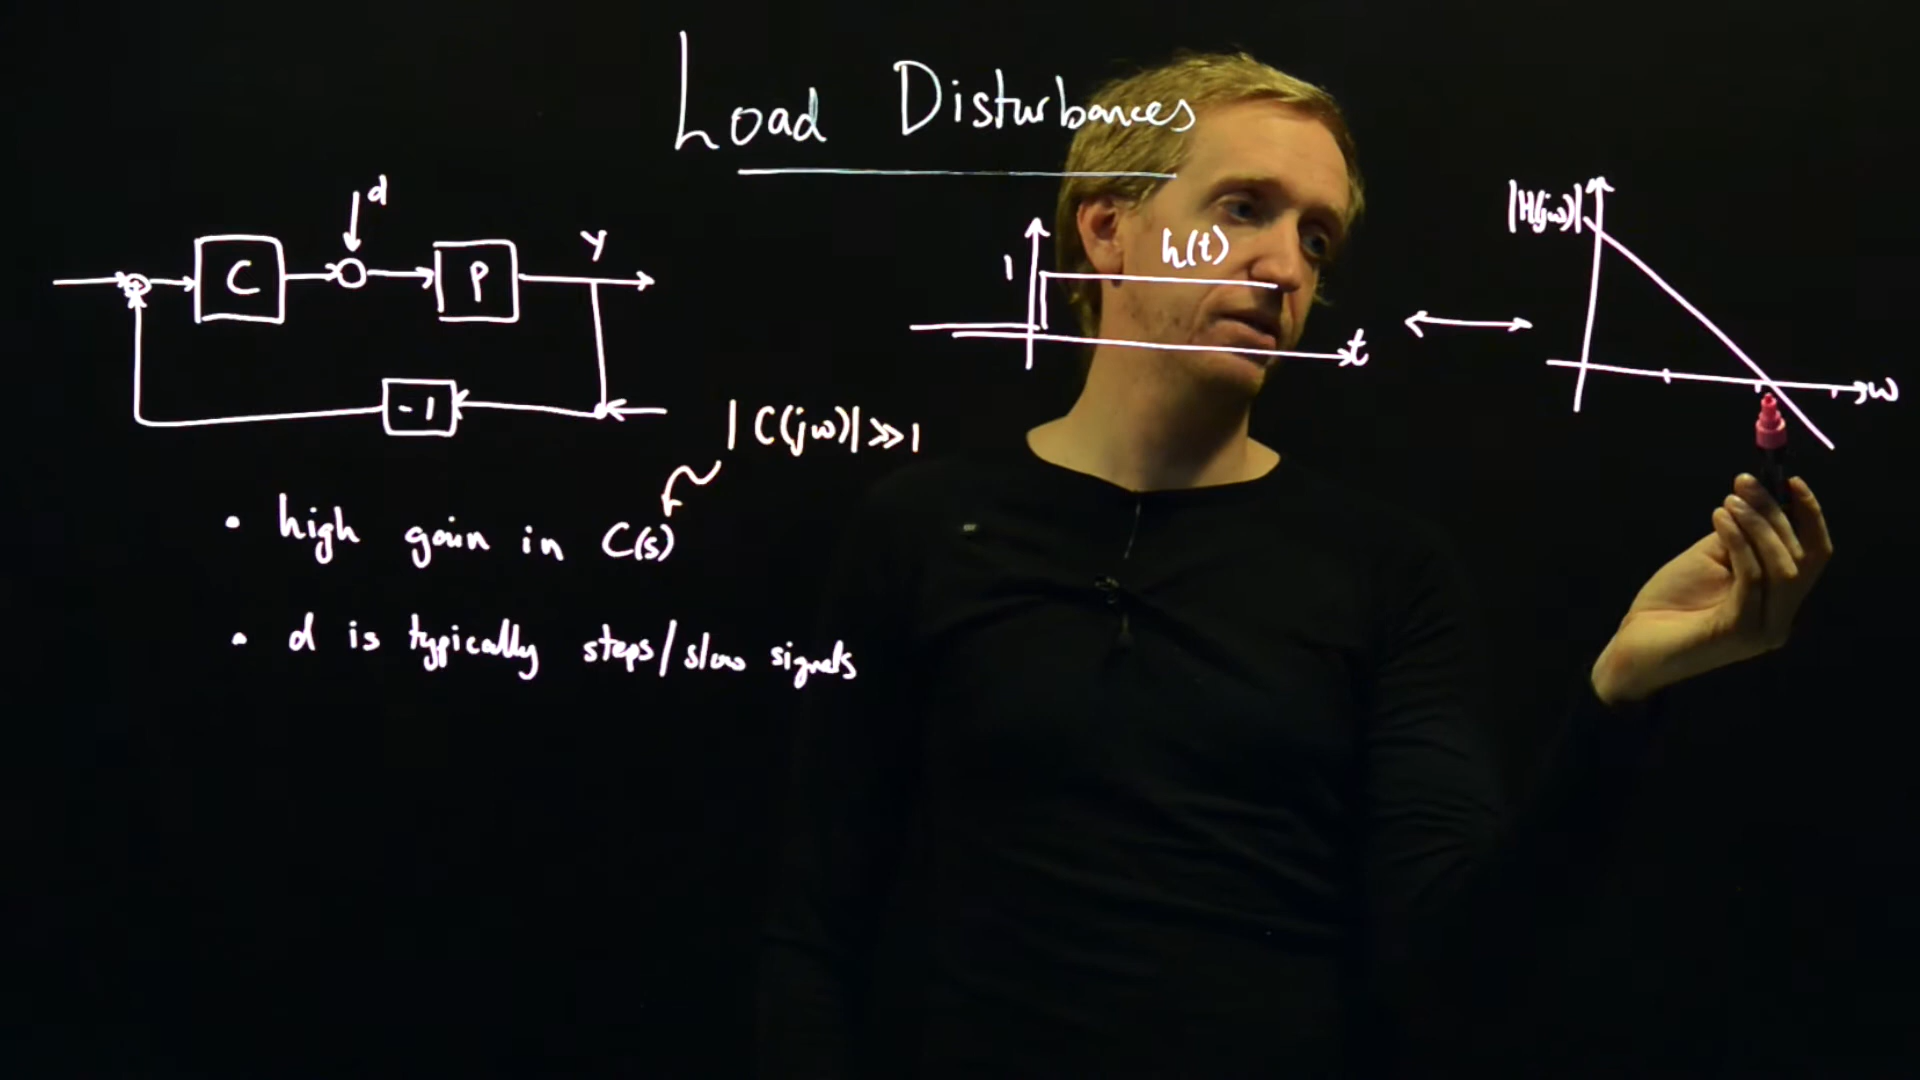 Load Disturbances
d
C
P
y
-1
h(t)
1
t
|H(jω)|
ω
|C(jω)| >> 1
• high gain in C(s)
• d is typically steps/slow signals